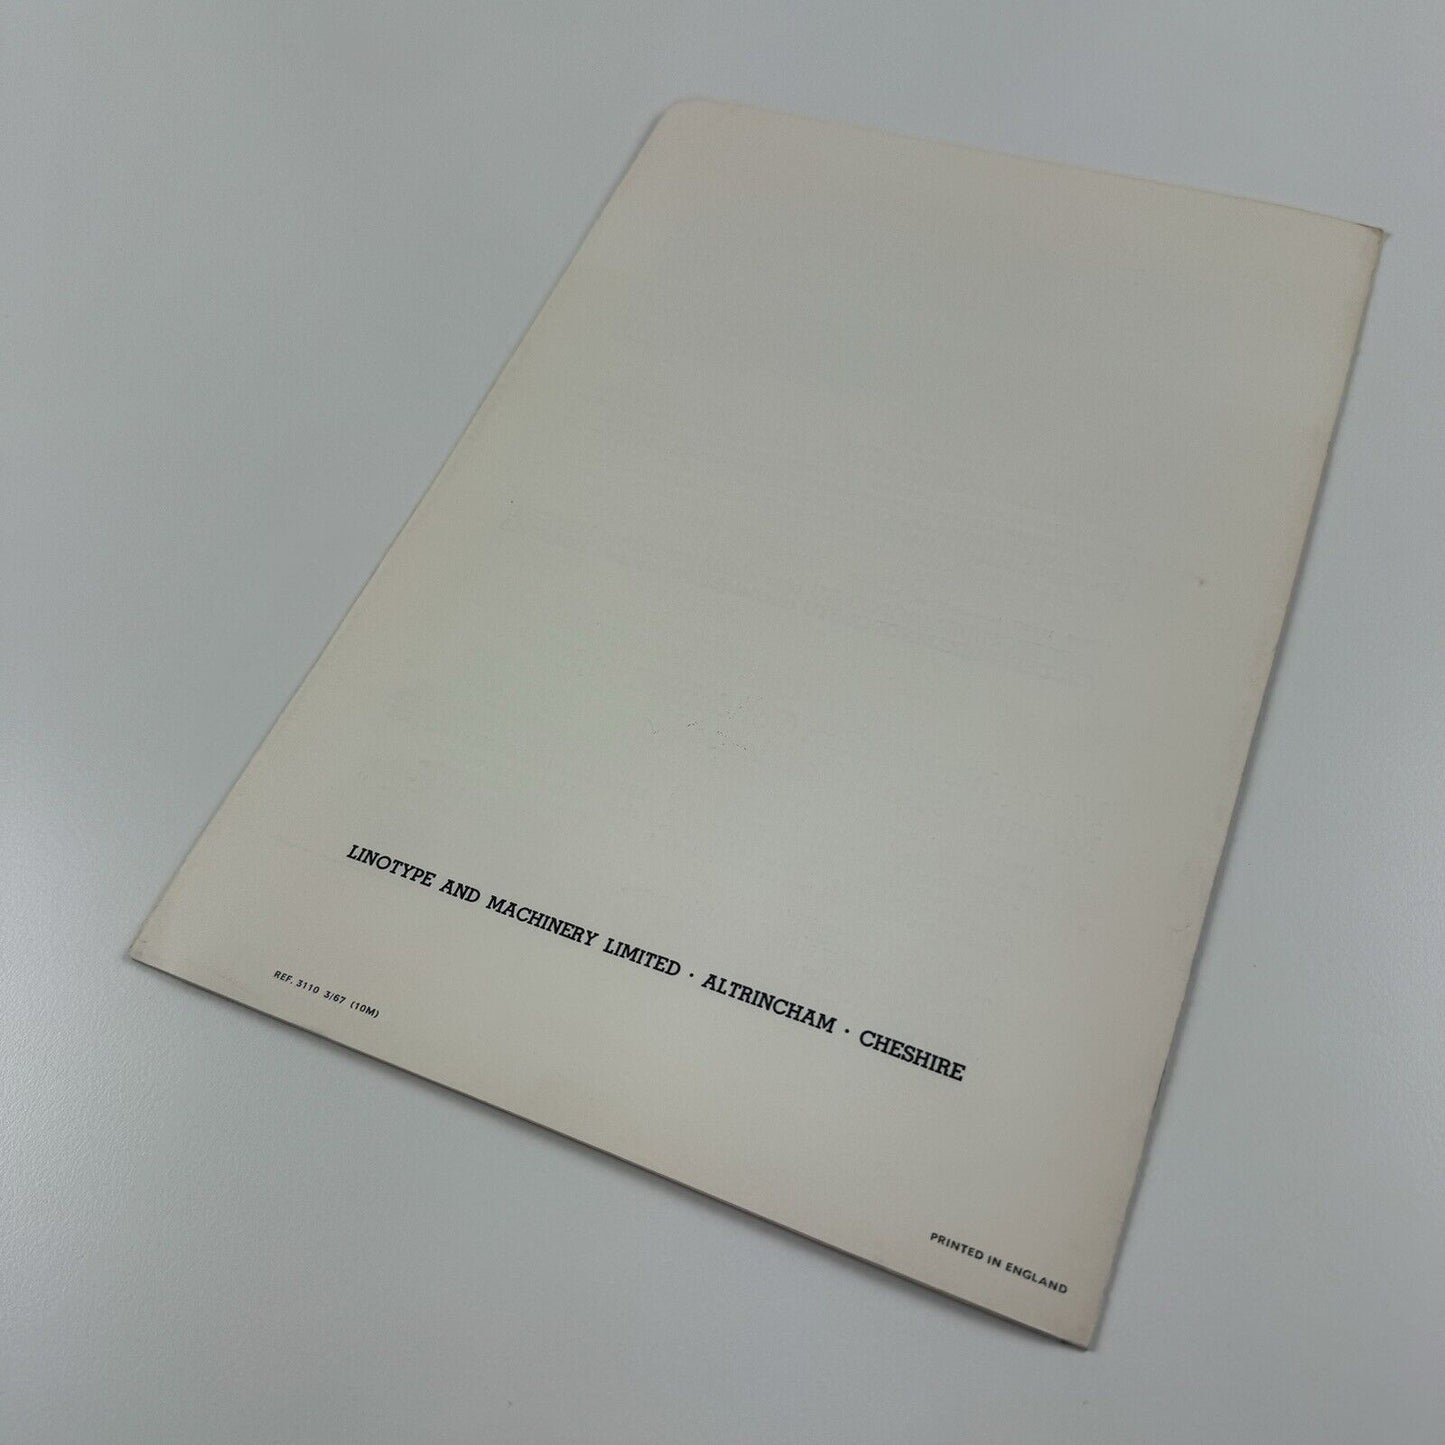 LINOTYPE AND MACHINERY LIMITED · ALTRINCHAM · CHESHIRE
REF. 3110 3/67 (10M)
PRINTED IN ENGLAND